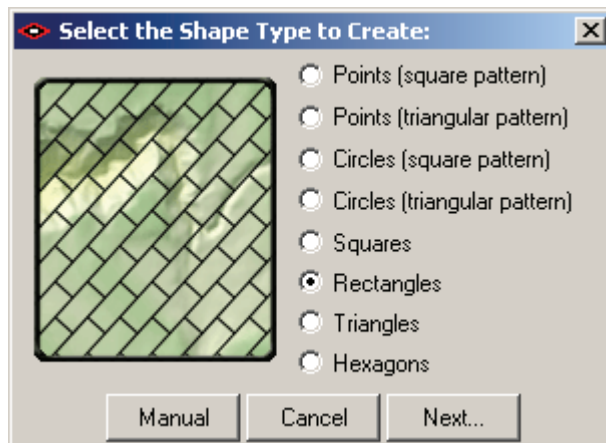 Select the Shape Type to Create:
Points (square pattern)
Points (triangular pattern)
Circles (square pattern)
Circles (triangular pattern)
Squares
Rectangles
Triangles
Hexagons
Manual
Cancel
Next...